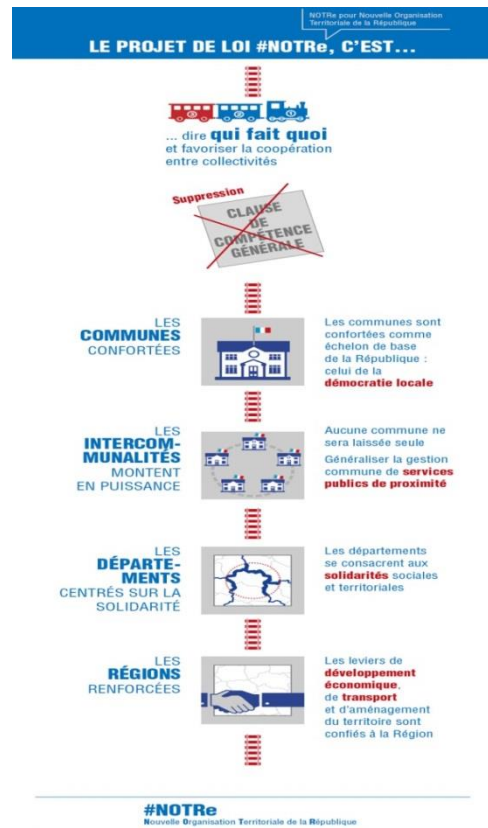 NOTRe pour Nouvelle Organisation
Territoriale de la République
LE PROJET DE LOI #NOTRe, C'EST...
3 2 1
... dire qui fait quoi
et favoriser la coopération
entre collectivités
Suppression
CLAUSE
DE
COMPÉTENCE
GÉNÉRALE
LES
COMMUNES
CONFORTÉES
Les communes sont
confortées comme
échelon de base
de la République :
celui de la
démocratie locale
LES
INTERCOM-
MUNALITÉS
MONTENT
EN PUISSANCE
Aucune commune ne
sera laissée seule
Généraliser la gestion
commune de services
publics de proximité
LES
DÉPARTE-
MENTS
CENTRÉS SUR LA
SOLIDARITÉ
Les départements
se consacrent aux
solidarités sociales
et territoriales
LES
RÉGIONS
RENFORCÉES
Les leviers de
développement
économique,
de transport
et d'aménagement
du territoire sont
confiés à la Région
#NOTRe
Nouvelle Organisation Territoriale de la République